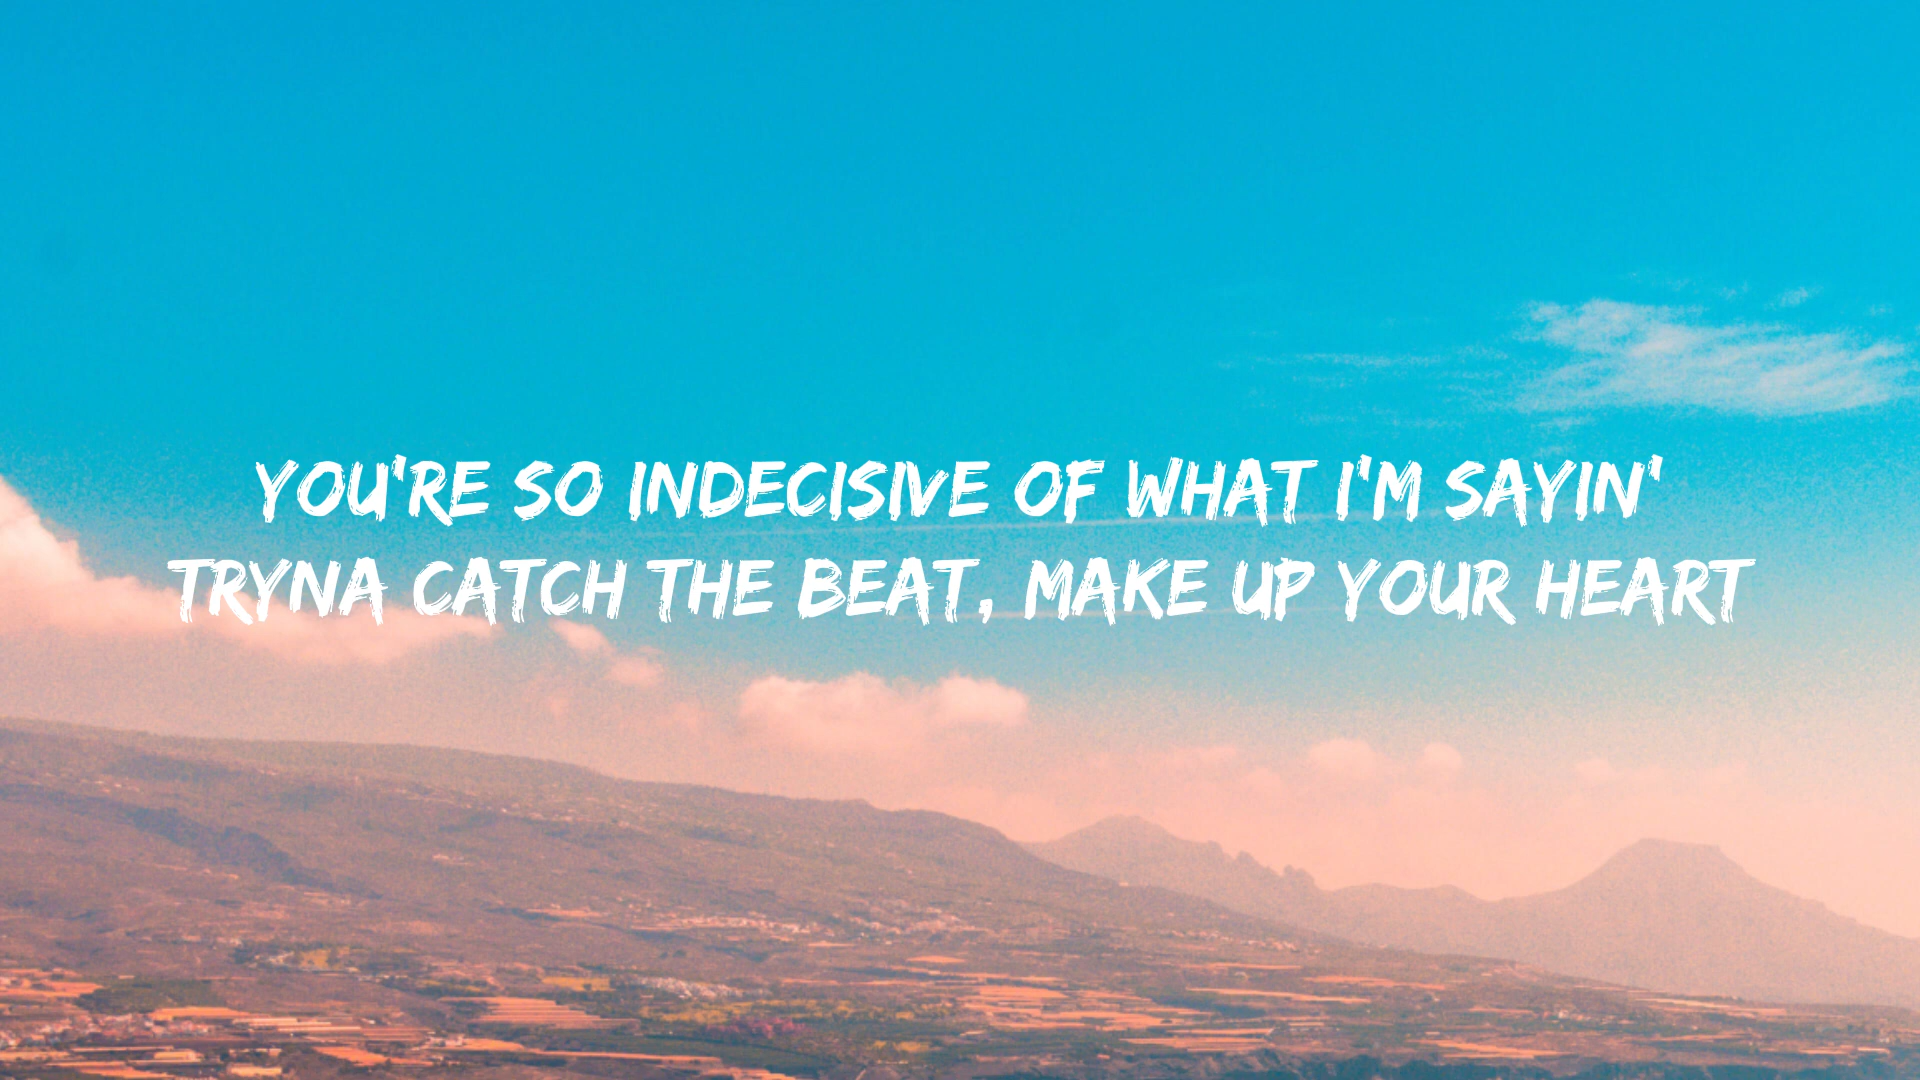 YOU'RE SO INDECISIVE OF WHAT I'M SAYIN'
TRYNA CATCH THE BEAT, MAKE UP YOUR HEART